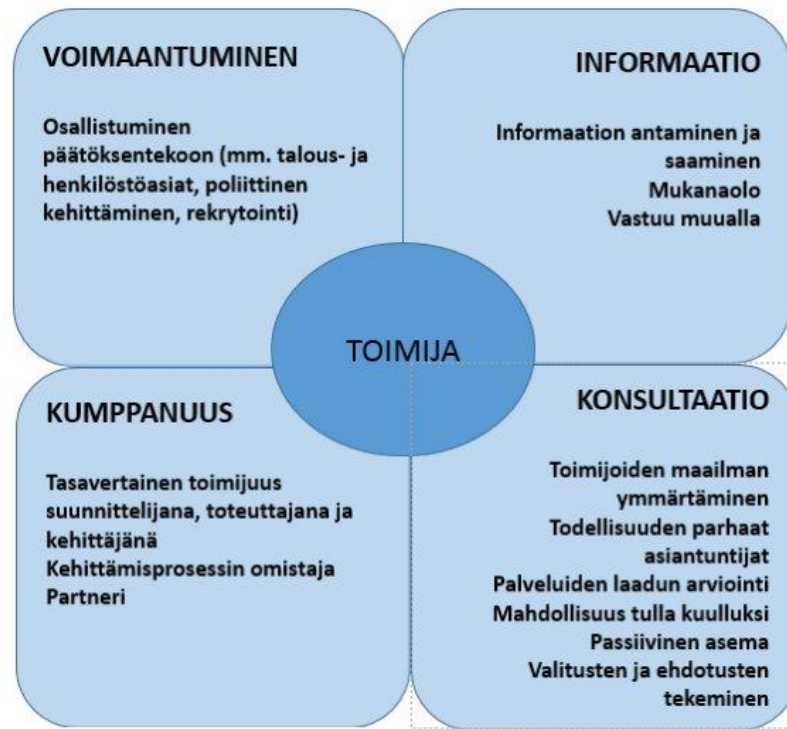 VOIMAANTUMINEN
Osallistuminen
päätöksentekoon (mm. talous- ja
henkilöstöasiat, poliittinen
kehittäminen, rekrytointi)
INFORMAATIO
Informaation antaminen ja
saaminen
Mukanaolo
Vastuu muualla
TOIMIJA
KUMPPANUUS
Tasavertainen toimijuus
suunnittelijana, toteuttajana ja
kehittäjänä
Kehittämisprosessin omistaja
Partneri
KONSULTAATIO
Toimijoiden maailman
ymmärtäminen
Todellisuuden parhaat
asiantuntijat
Palveluiden laadun arviointi
Mahdollisuus tulla kuulluksi
Passiivinen asema
Valitusten ja ehdotusten
tekeminen